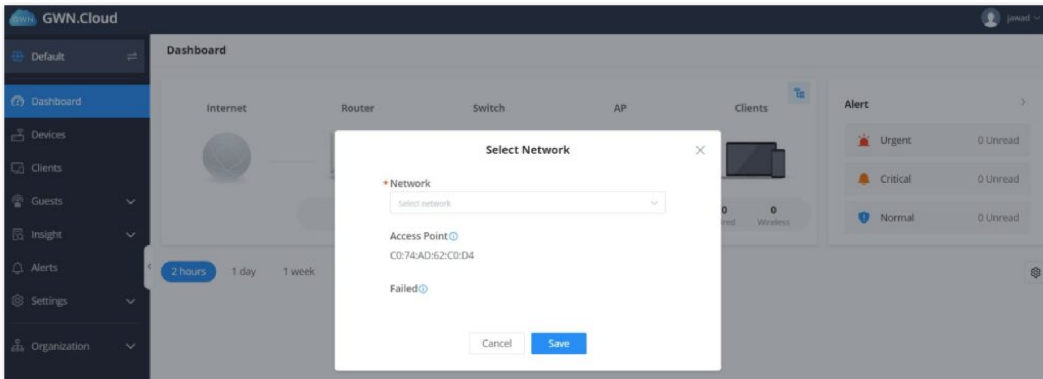 GWN GWN.Cloud
jawad
Default
Dashboard
Devices
Clients
Guests
Insight
Alerts
Settings
Organization
Dashboard
Internet Router Switch AP Clients
0 0
Wireless
Alert
Urgent 0 Unread
Critical 0 Unread
Normal 0 Unread
2 hours 1 day 1 week
Select Network
*Network
Select network
Access Point
C0:74:AD:62:C0:D4
Failed
Cancel Save